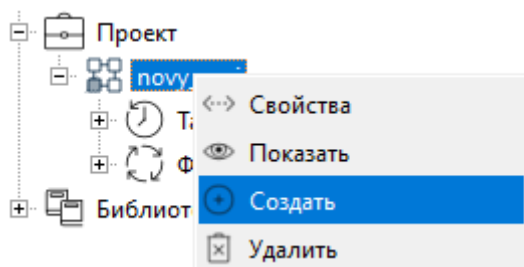 Проект
novy
Свойства
Показать
Создать
Удалить